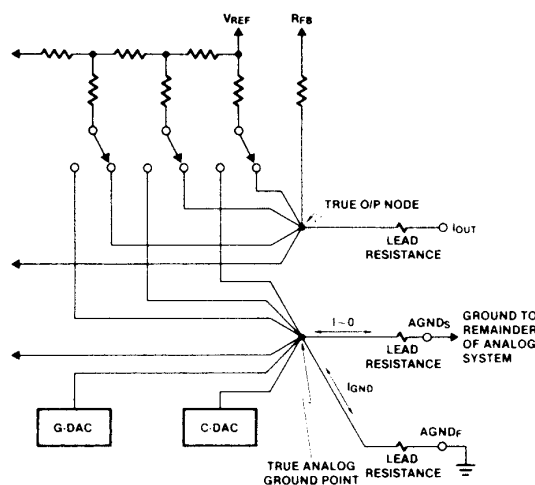 VREF
RFB
TRUE O/P NODE
IOUT
LEAD
RESISTANCE
I~0
AGNDS
GROUND TO
REMAINDER
OF ANALOG
SYSTEM
LEAD
RESISTANCE
IGND
G-DAC
C-DAC
AGNDF
LEAD
RESISTANCE
TRUE ANALOG
GROUND POINT